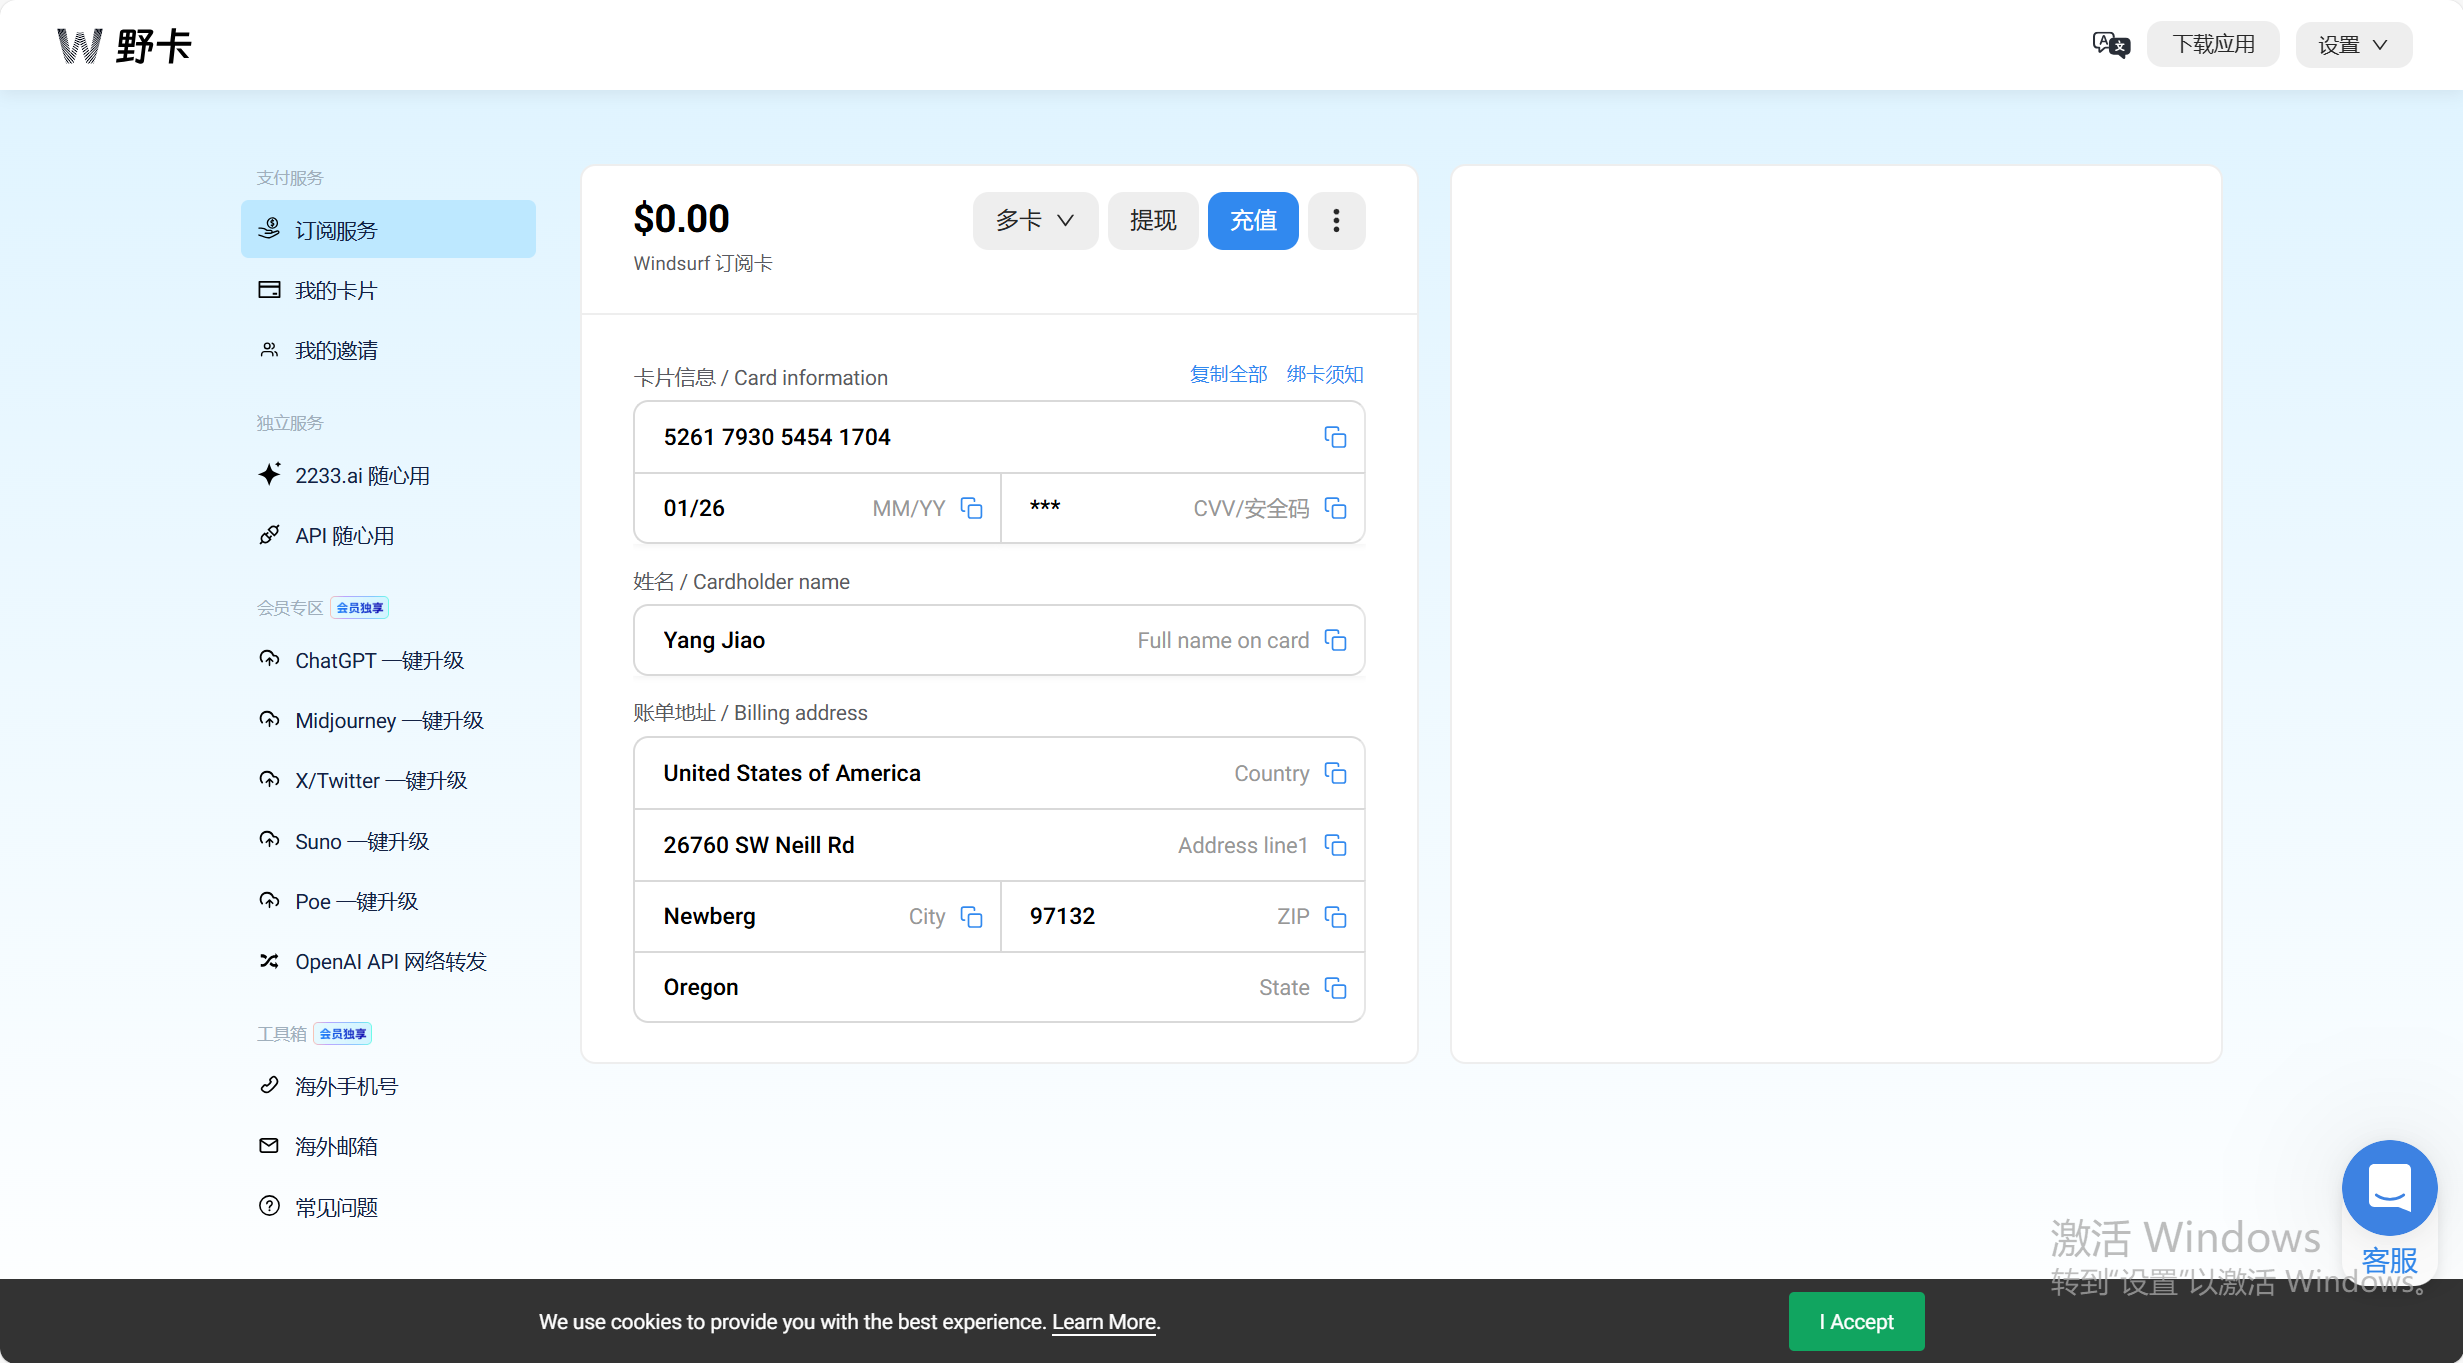 野卡
下载应用
设置
支付服务
订阅服务
我的卡片
我的邀请
独立服务
2233.ai 随心用
API 随心用
会员专区 会员独享
ChatGPT 一键升级
Midjourney 一键升级
X/Twitter 一键升级
Suno 一键升级
Poe 一键升级
OpenAI API 网络转发
工具箱 会员独享
海外手机号
海外邮箱
常见问题
$0.00
多卡
提现
充值
Windsurf 订阅卡
卡片信息 / Card information
复制全部 绑卡须知
5261 7930 5454 1704
01/26 MM/YY
*** CVV/安全码
姓名 / Cardholder name
Yang Jiao Full name on card
账单地址 / Billing address
United States of America Country
26760 SW Neill Rd Address line1
Newberg City
97132 ZIP
Oregon State
客服
激活 Windows
转到"设置"以激活 Windows。
We use cookies to provide you with the best experience. Learn More.
I Accept